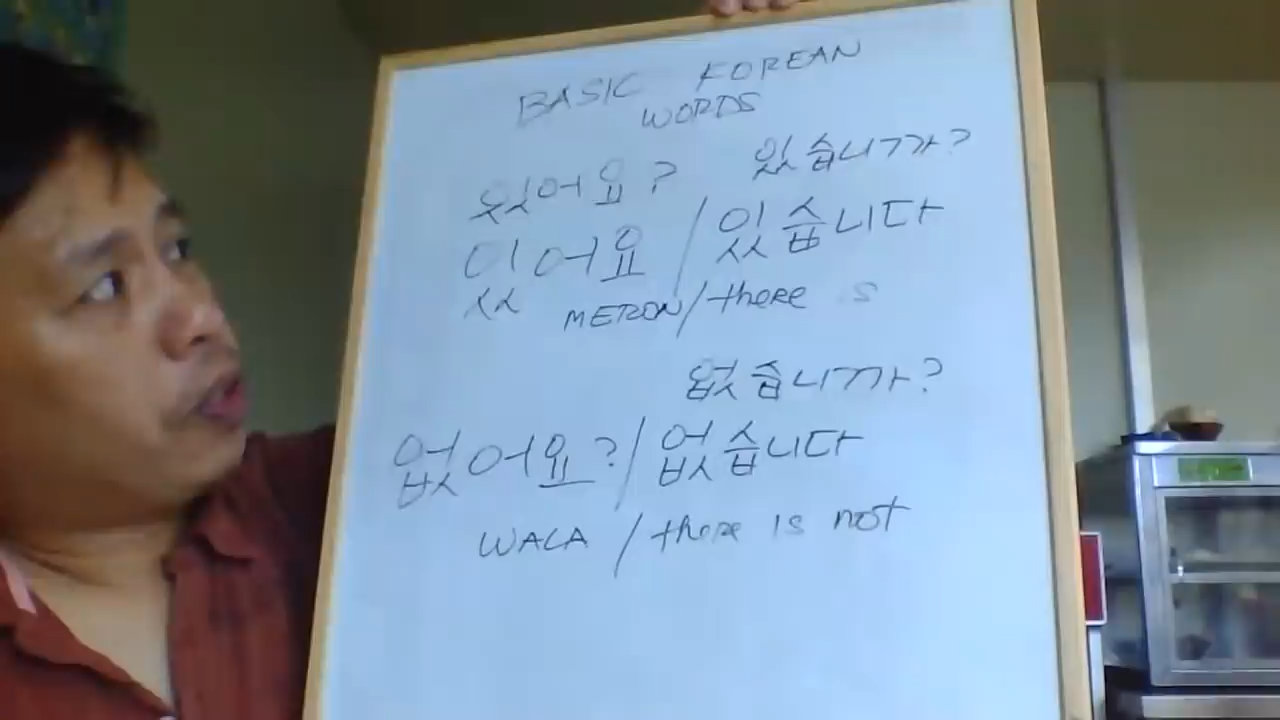 BASIC KOREAN
WORDS
있어요? 있습니까?
있어요 / 있습니다
MERON / there is
없습니까?
없어요? / 없습니다
WALA / there is not